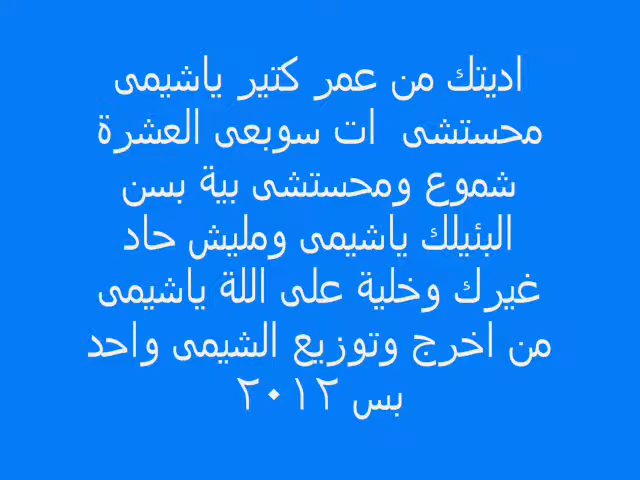 اديتك من عمر كتير ياشيمى
محستشى ات سوبعى العشرة
شموع ومحستشى بية بسن
البئيلك ياشيمى ومليش حاد
غيرك وخلية على اللة ياشيمى
من اخرج وتوزيع الشيمى واحد
بس ٢٠١٢